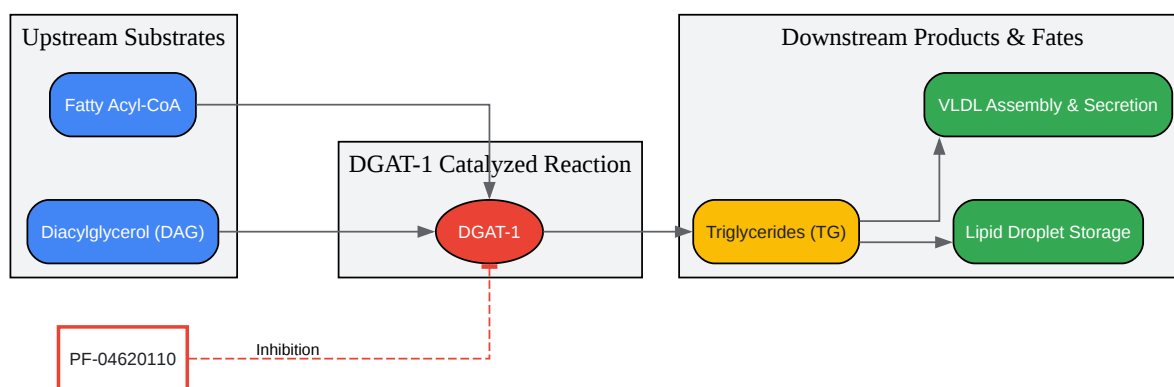 Upstream Substrates
Fatty Acyl-CoA
Diacylglycerol (DAG)
DGAT-1 Catalyzed Reaction
DGAT-1
Downstream Products & Fates
VLDL Assembly & Secretion
Triglycerides (TG)
Lipid Droplet Storage
PF-04620110
Inhibition